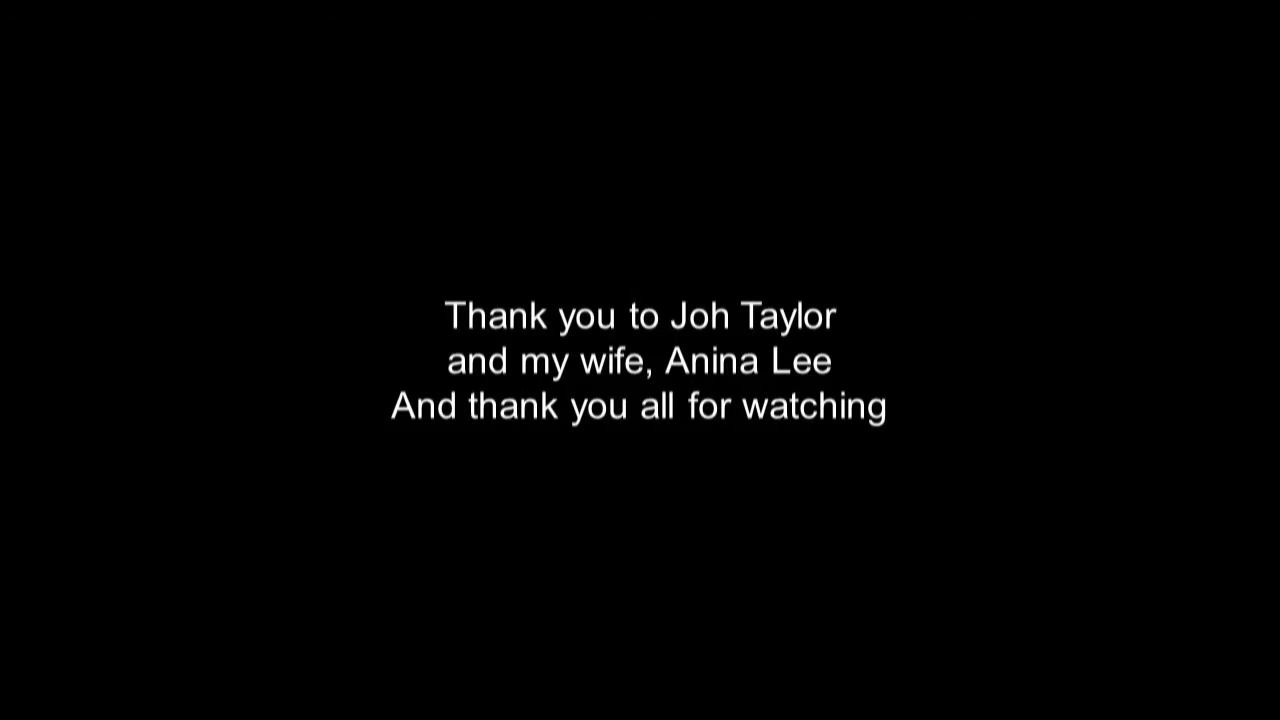 Thank you to Joh Taylor
and my wife, Anina Lee
And thank you all for watching